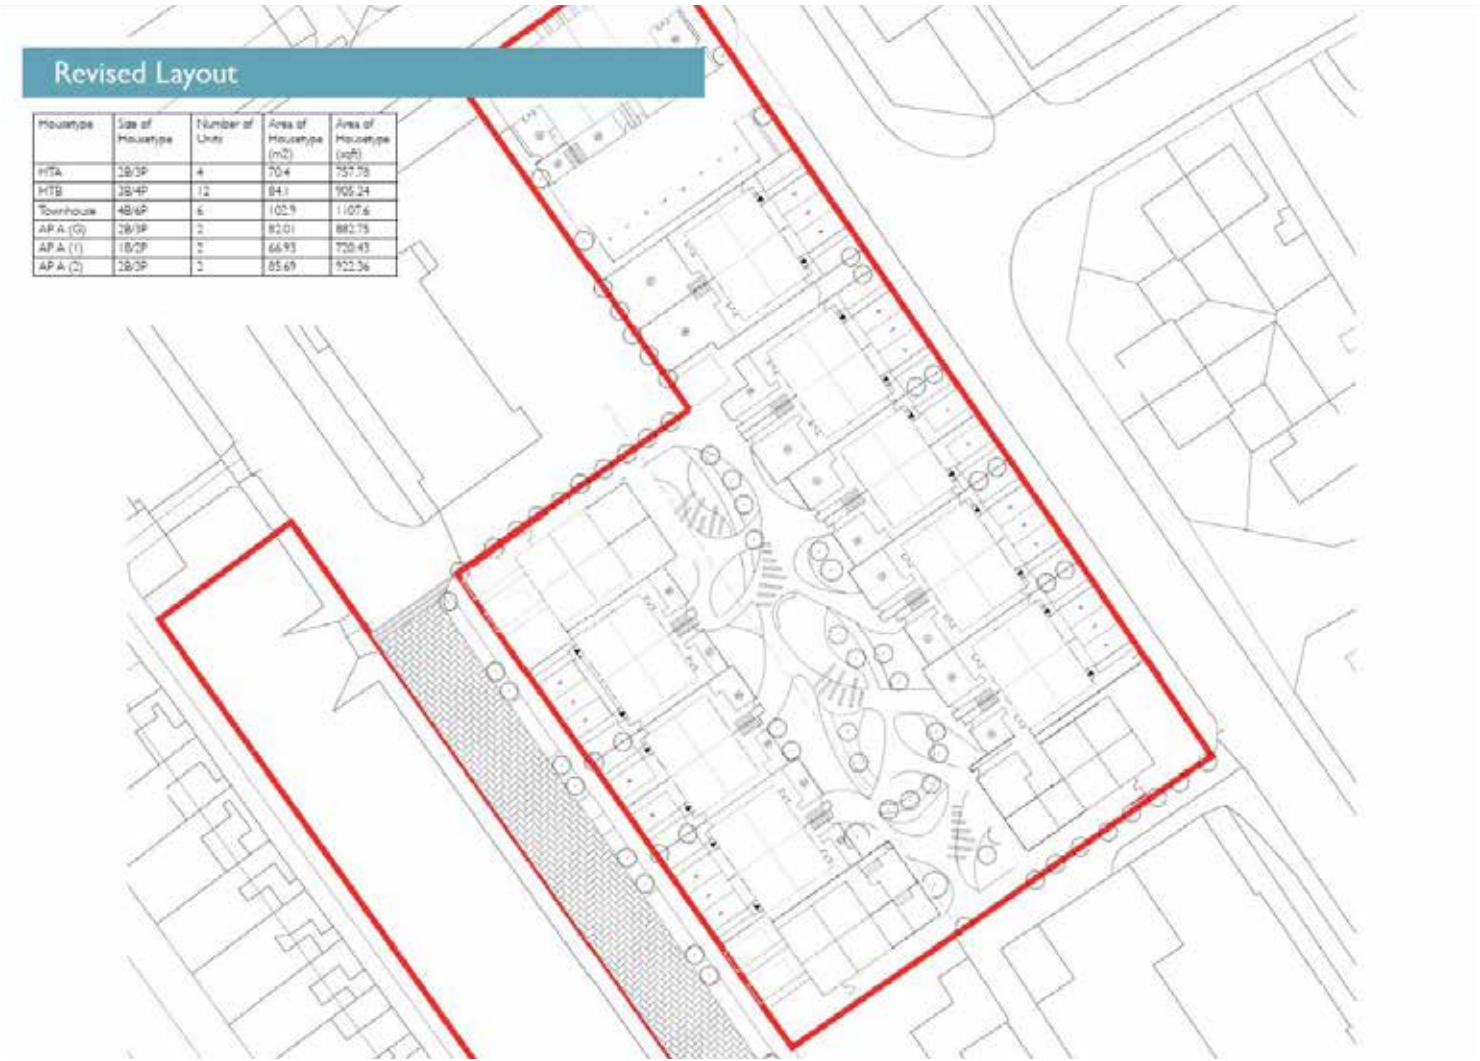 Revised Layout
Housetype Size of Housetype Number of Units Area of Housetype (m2) Area of Housetype (sqft)
HTA 2B/3P 4 70.4 757.78
HTB 3B/4P 12 84.1 905.24
Townhouse 4B/6P 6 102.9 1107.6
AP A (G) 2B/3P 2 82.01 882.75
AP A (1) 1B/2P 2 66.93 720.43
AP A (2) 2B/3P 2 85.69 922.36